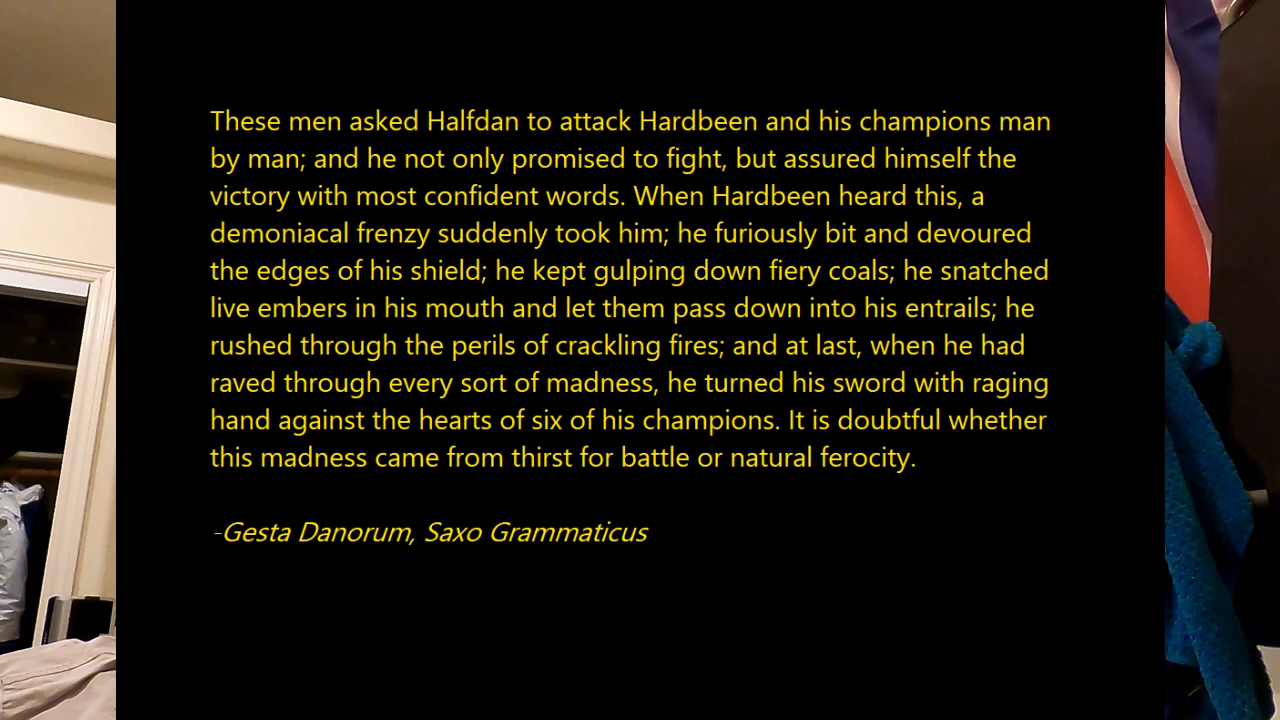 These men asked Halfdan to attack Hardbeen and his champions man
by man; and he not only promised to fight, but assured himself the
victory with most confident words. When Hardbeen heard this, a
demoniacal frenzy suddenly took him; he furiously bit and devoured
the edges of his shield; he kept gulping down fiery coals; he snatched
live embers in his mouth and let them pass down into his entrails; he
rushed through the perils of crackling fires; and at last, when he had
raved through every sort of madness, he turned his sword with raging
hand against the hearts of six of his champions. It is doubtful whether
this madness came from thirst for battle or natural ferocity.
-Gesta Danorum, Saxo Grammaticus